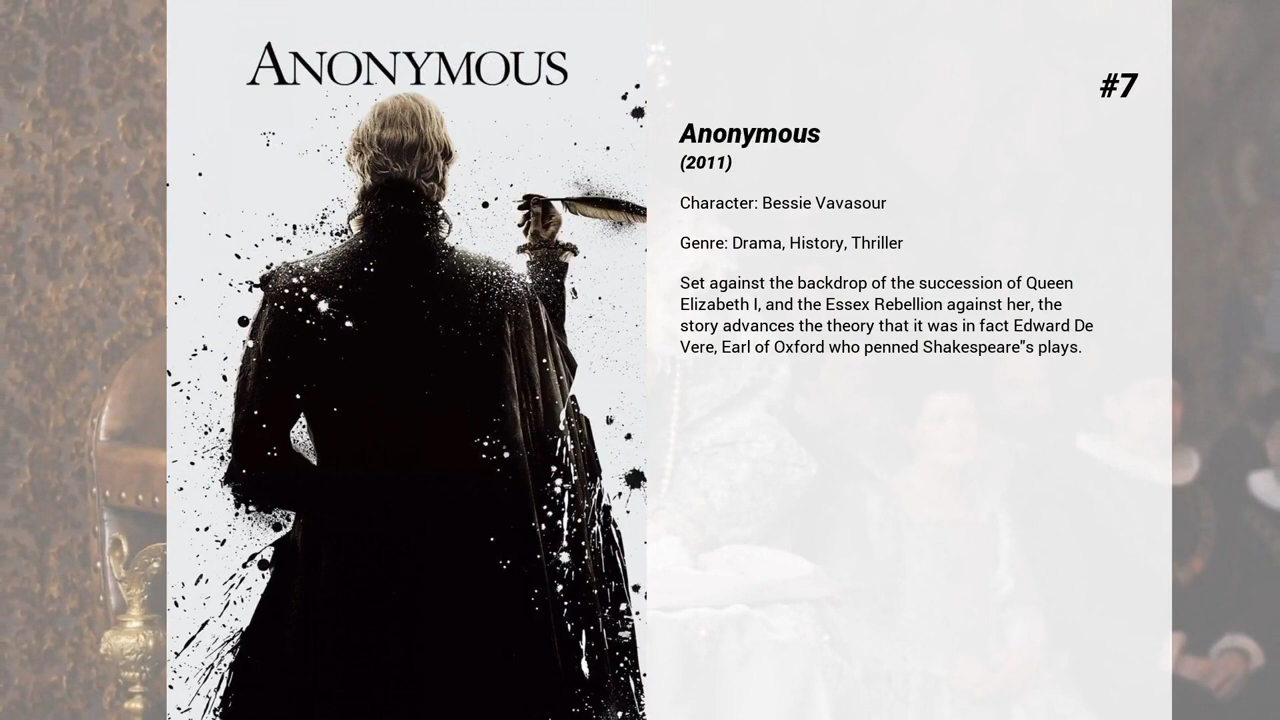 ANONYMOUS
#7
Anonymous
(2011)
Character: Bessie Vavasour
Genre: Drama, History, Thriller
Set against the backdrop of the succession of Queen
Elizabeth I, and the Essex Rebellion against her, the
story advances the theory that it was in fact Edward De
Vere, Earl of Oxford who penned Shakespeare"s plays.